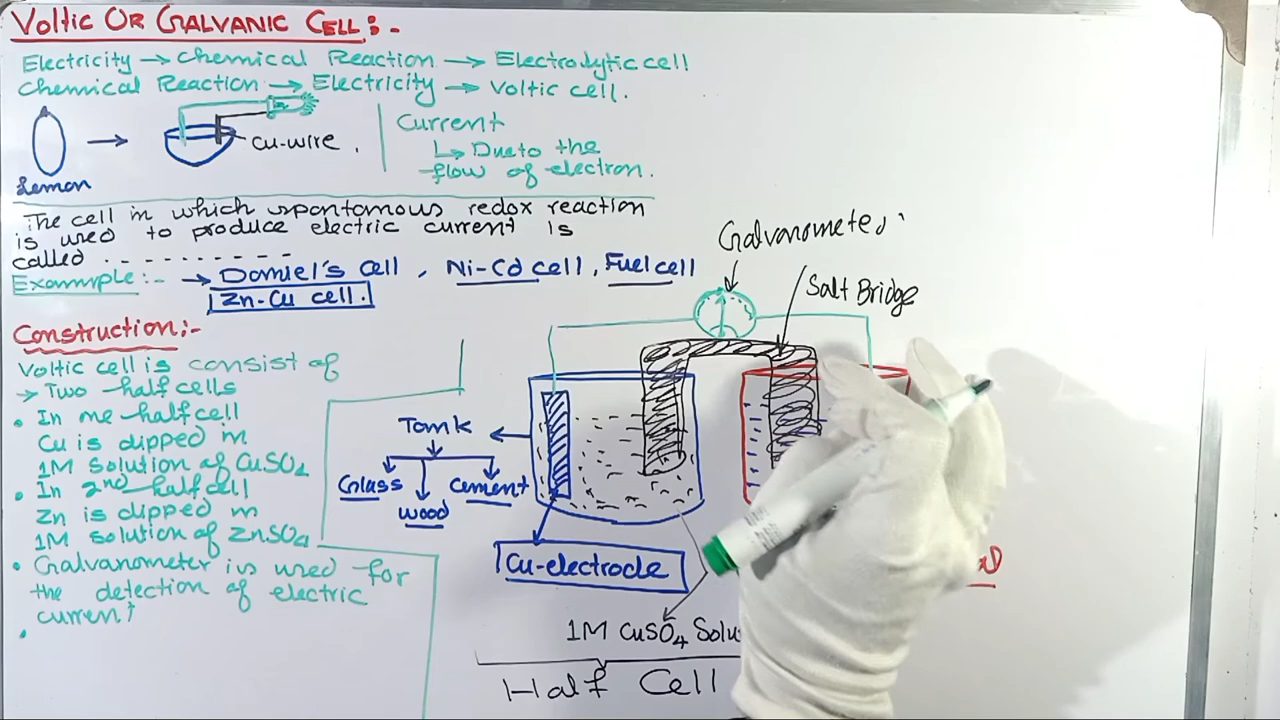 Voltic Or Galvanic Cell:-
Electricity → Chemical Reaction → Electrolytic cell
Chemical Reaction → Electricity → Voltic cell.
Lemon
Cu-wire.
Current
↳ Due to the
flow of electron.
The cell in which spontamous redox reaction
is used to produce electric current is
called - - - - - - - - - -
Example:- → Daniel's Cell, Ni-Cd cell, Fuel cell
Zn-Cu cell.
Galvanometer
Salt Bridge
Construction:-
Voltic cell is consist of
→ Two half cells
• In one half cell
Cu is dipped in
1M solution of CuSO4
• In 2nd half cell
Zn is dipped in
1M solution of ZnSO4
• Galvanometer is used for
the detection of electric
current
•
Tank
Glass
wood
Cement
Cu-electrode
1M CuSO4 Solu
Half Cell